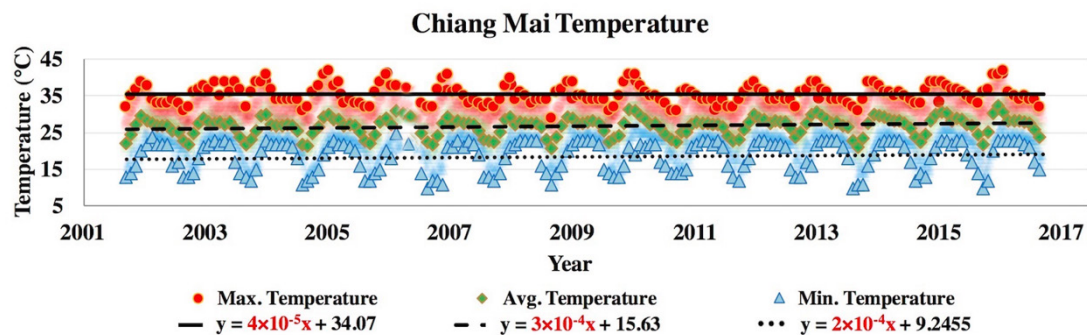 Chiang Mai Temperature
Temperature (°C)
45
35
25
15
5
2001 2003 2005 2007 2009 2011 2013 2015 2017
Year
Max. Temperature Avg. Temperature Min. Temperature
y = 4×10⁻⁵x + 34.07 y = 3×10⁻⁴x + 15.63 y = 2×10⁻⁴x + 9.2455